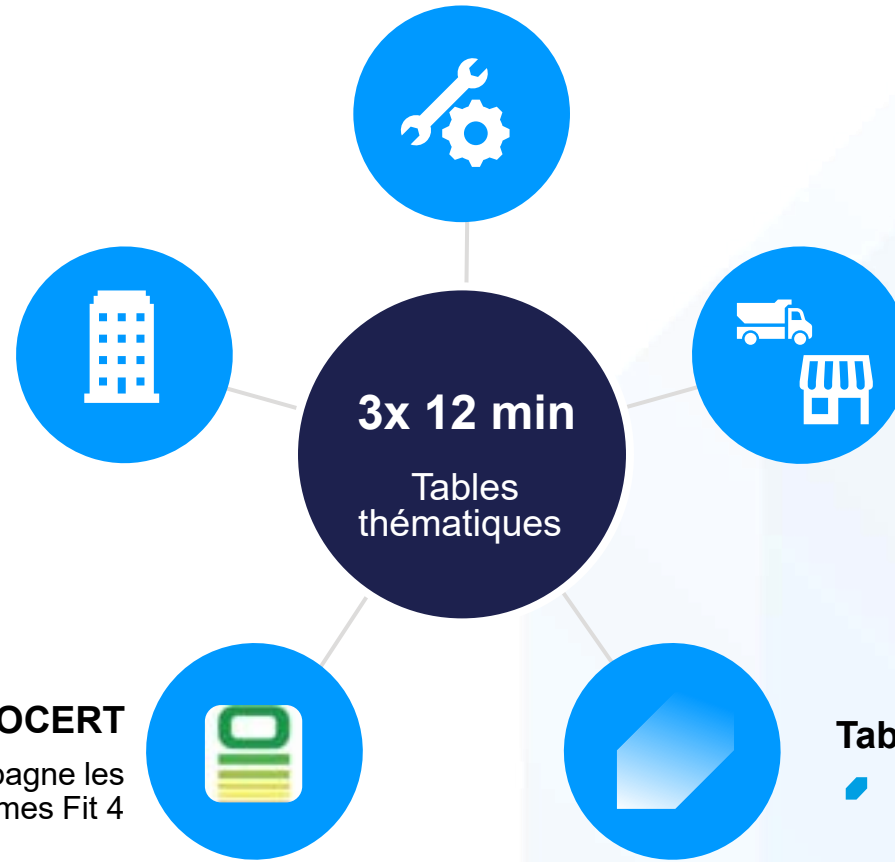 3x 12 min
Tables
thématiques
OCERT
pagne les
mes Fit 4
Tab